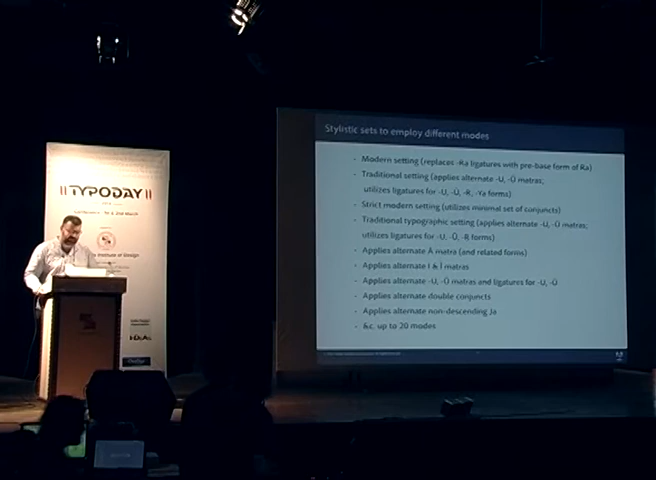 Stylistic sets to employ different modes
- Modern setting (replaces -Ra ligatures with pre-base form of Ra)
- Traditional setting (applies alternate -U, -Ū matras;
utilizes ligatures for -U, -Ū, -R, -Ya forms)
- Strict modern setting (utilizes minimal set of conjuncts)
- Traditional typographic setting (applies alternate -U, -Ū matras;
utilizes ligatures for -U, -Ū, -R forms)
- Applies alternate Ā matra (and related forms)
- Applies alternate I & Ī matras
- Applies alternate -U, -Ū matras and ligatures for -U, -Ū
- Applies alternate double conjuncts
- Applies alternate non-descending Ja
- &c, up to 20 modes
TYPODAY
Institute of Design